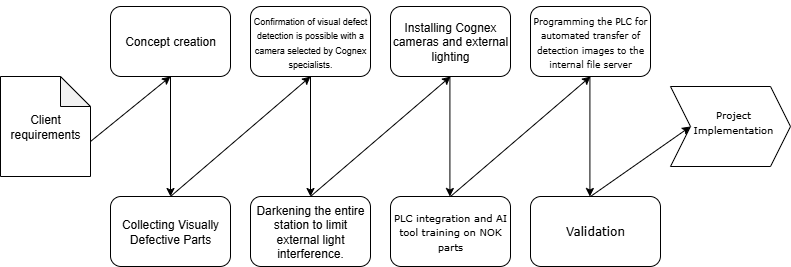 Client
requirements
Concept creation
Collecting Visually
Defective Parts
Confirmation of visual defect
detection is possible with a
camera selected by Cognex
specialists.
Darkening the entire
station to limit
external light
interference.
Installing Cognex
cameras and external
lighting
PLC integration and AI
tool training on NOK
parts
Programming the PLC for
automated transfer of
detection images to the
internal file server
Validation
Project
Implementation